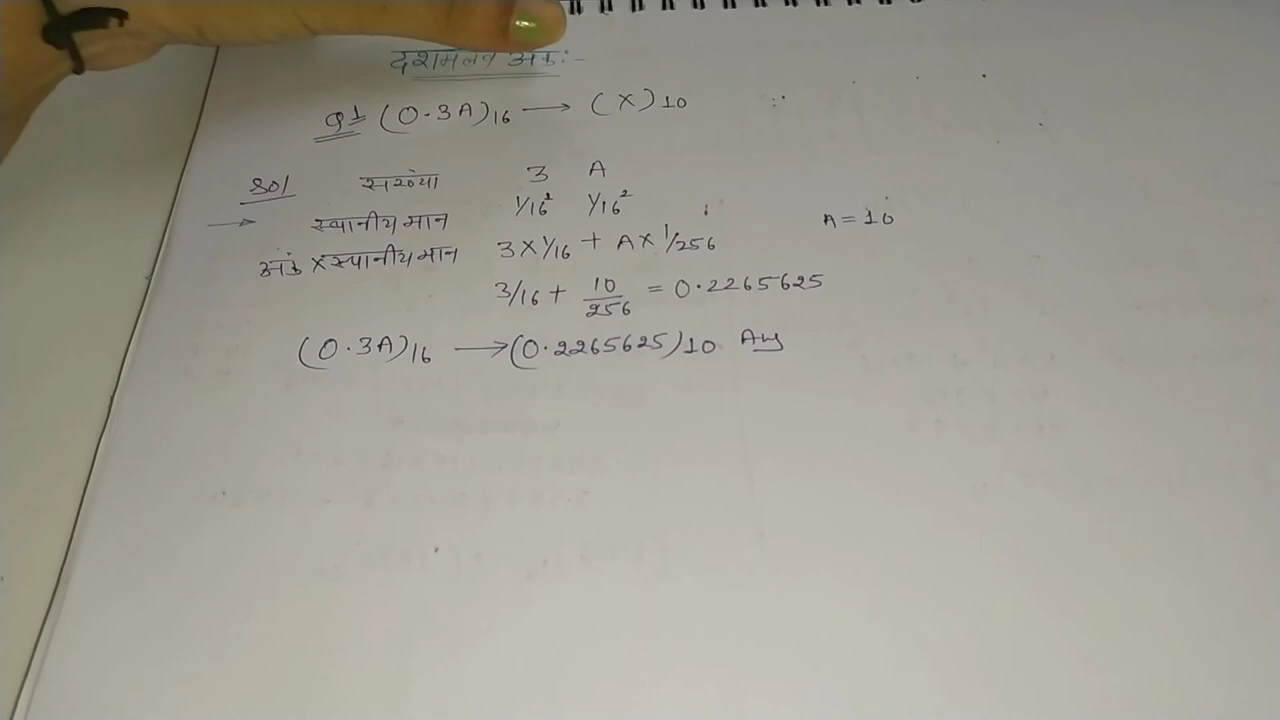 दशमलव अंक:-
Q1 (0.3A)16 → (X)10
Sol संख्या 3 A
→ स्थानीय मान 1/16¹ 1/16²
A = 10
अंक X स्थानीय मान 3 X 1/16 + A X 1/256
3/16 + 10/256 = 0.2265625
(0.3A)16 → (0.2265625)10 Ans